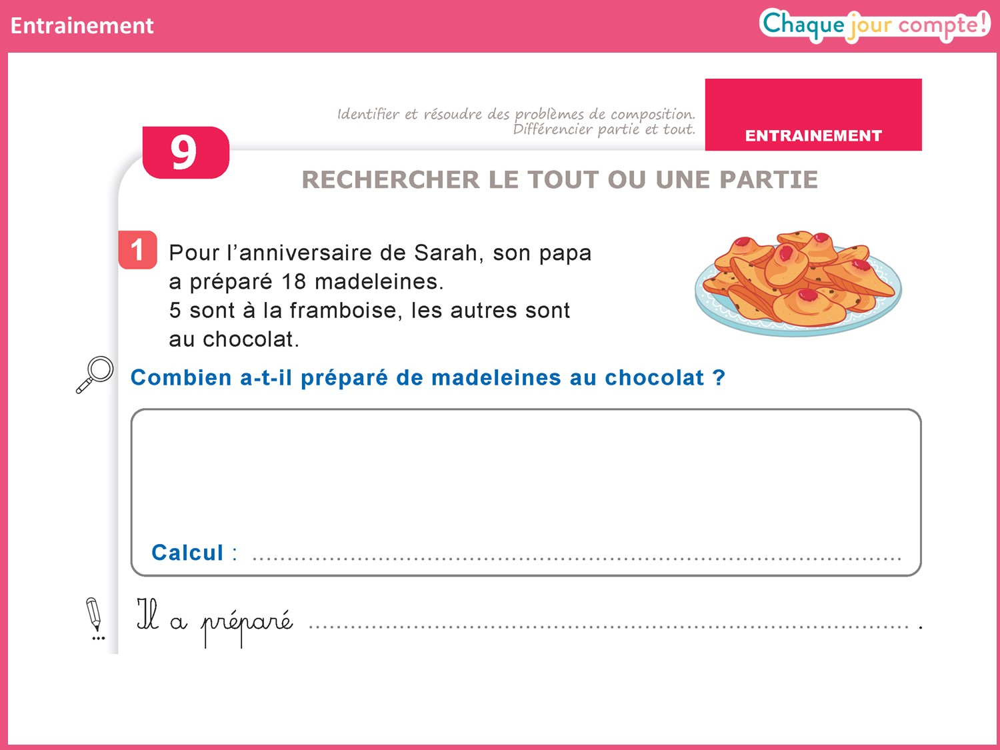 Entrainement
Chaque jour compte!
Identifier et résoudre des problèmes de composition.
Différencier partie et tout.
ENTRAINEMENT
9
RECHERCHER LE TOUT OU UNE PARTIE
1
Pour l’anniversaire de Sarah, son papa
a préparé 18 madeleines.
5 sont à la framboise, les autres sont
au chocolat.
Combien a-t-il préparé de madeleines au chocolat ?
Calcul : ..........................................................................................
Il a préparé .................................................................................... .